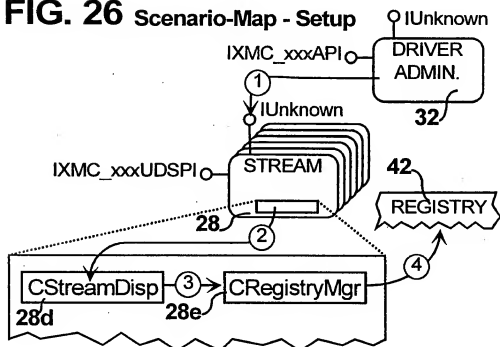 FIG. 26 Scenario-Map - Setup
IUnknown
IXMC_xxxAPI
DRIVER
ADMIN.
32
1
IUnknown
IXMC_xxxUDSPI
STREAM
28
42
REGISTRY
2
CStreamDisp
3
CRegistryMgr
4
28d
28e